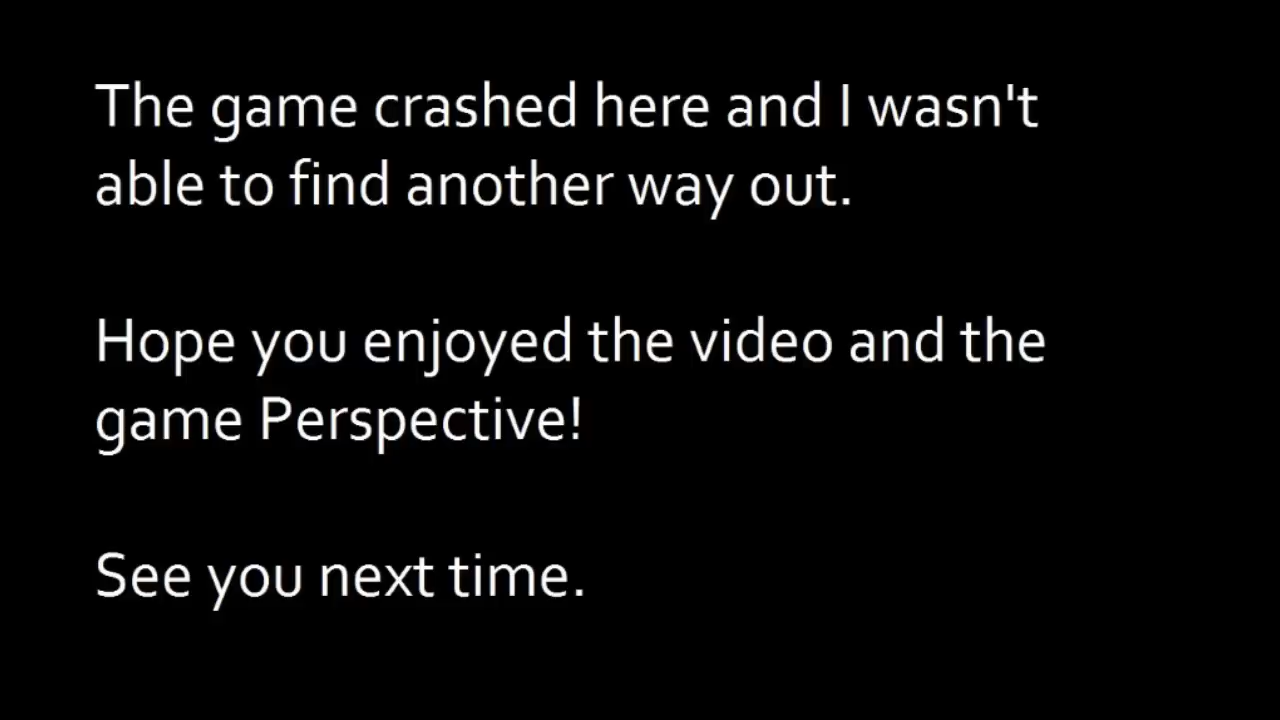 The game crashed here and I wasn't
able to find another way out.
Hope you enjoyed the video and the
game Perspective!
See you next time.